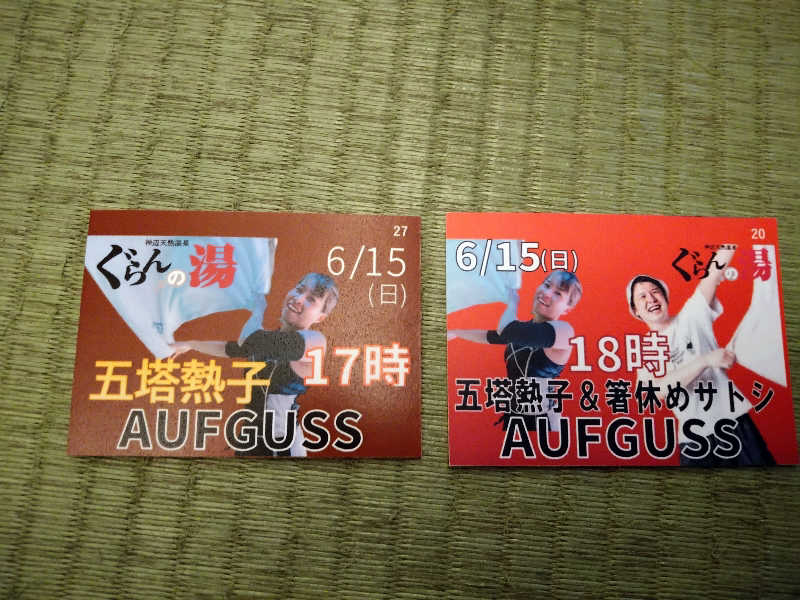 27
神辺天然温泉
ぐらんの湯
6/15
(日)
17時
五塔熱子
AUFGUSS
20
神辺天然温泉
ぐらんの湯
6/15(日)
18時
五塔熱子&箸休めサトシ
AUFGUSS